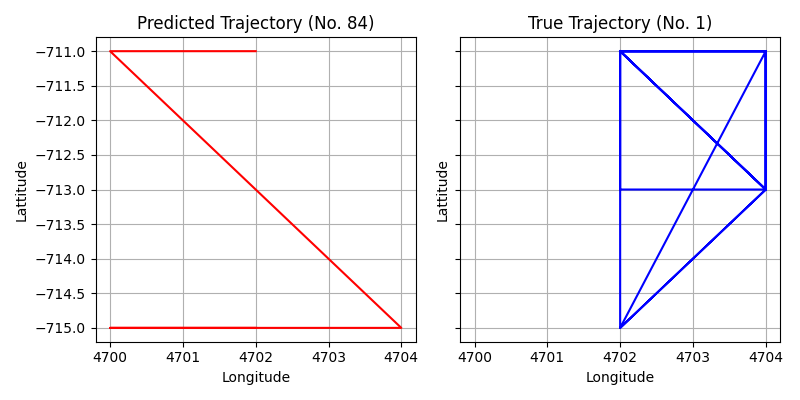 Predicted Trajectory (No. 84)
True Trajectory (No. 1)
−711.0
−711.5
−712.0
−712.5
−713.0
−713.5
−714.0
−714.5
−715.0
Lattitude
Lattitude
4700 4701 4702 4703 4704
4700 4701 4702 4703 4704
Longitude
Longitude